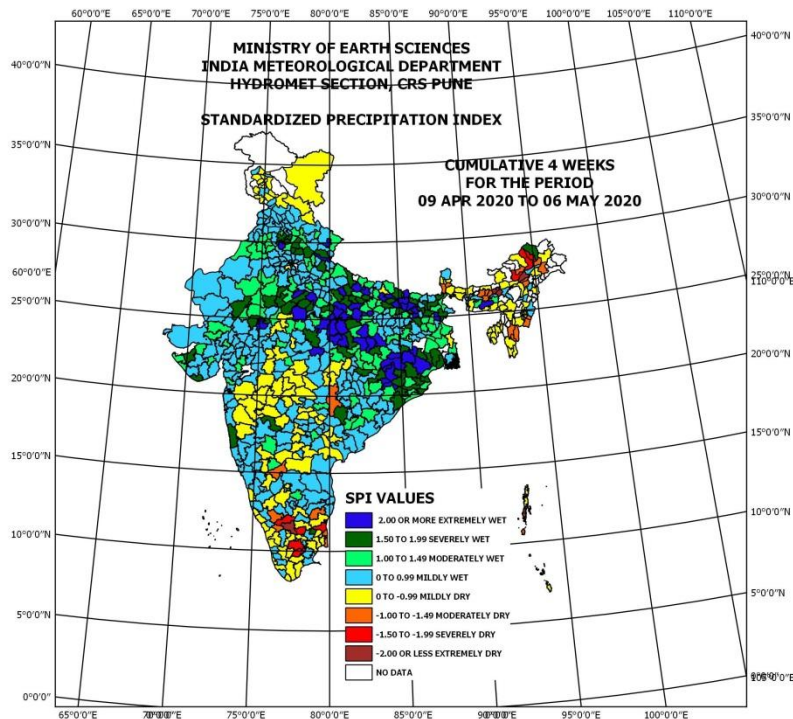 60°0'0"E 70°0'0"E 75°0'0"E 80°0'0"E 85°0'0"E 90°0'0"E 95°0'0"E 100°0'0"E 110°0'0"E
MINISTRY OF EARTH SCIENCES
INDIA METEOROLOGICAL DEPARTMENT
HYDROMET SECTION, CRS PUNE
STANDARDIZED PRECIPITATION INDEX
CUMULATIVE 4 WEEKS
FOR THE PERIOD
09 APR 2020 TO 06 MAY 2020
40°0'0"N
35°0'0"N
30°0'0"N
60°0'0"E
25°0'0"N
20°0'0"N
15°0'0"N
10°0'0"N
5°0'0"N
0°0'0"
40°0'0"N
35°0'0"N
30°0'0"N
25°0'0"N
20°0'0"N
15°0'0"N
10°0'0"N
5°0'0"N
SPI VALUES
2.00 OR MORE EXTREMELY WET
1.50 TO 1.99 SEVERELY WET
1.00 TO 1.49 MODERATELY WET
0 TO 0.99 MILDLY WET
0 TO -0.99 MILDLY DRY
-1.00 TO -1.49 MODERATELY DRY
-1.50 TO -1.99 SEVERELY DRY
-2.00 OR LESS EXTREMELY DRY
NO DATA
65°0'0"E 75°0'0"E 80°0'0"E 85°0'0"E 95°0'0"E 100°0'0"E